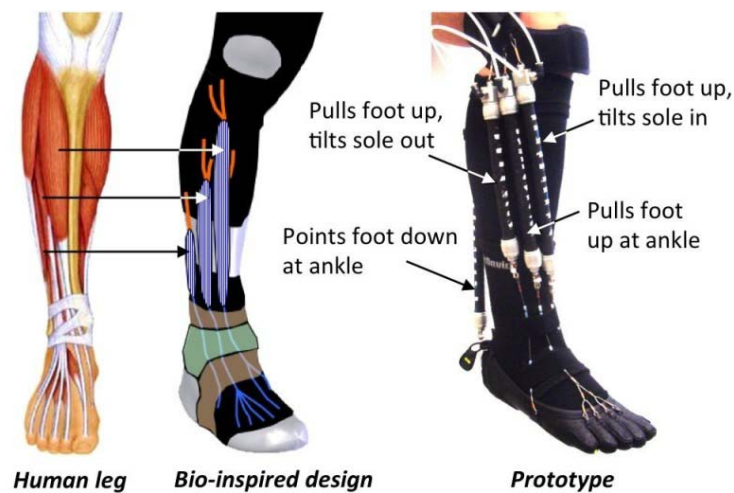 Pulls foot up,
tilts sole out
Pulls foot up,
tilts sole in
Points foot down
at ankle
Pulls foot
up at ankle
Human leg
Bio-inspired design
Prototype